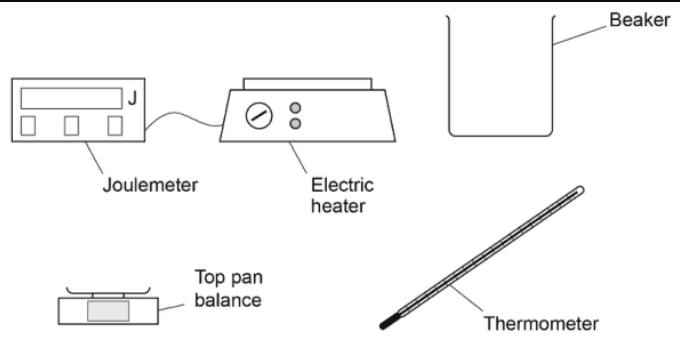 Beaker
J
Joulemeter
Electric
heater
Top pan
balance
Thermometer